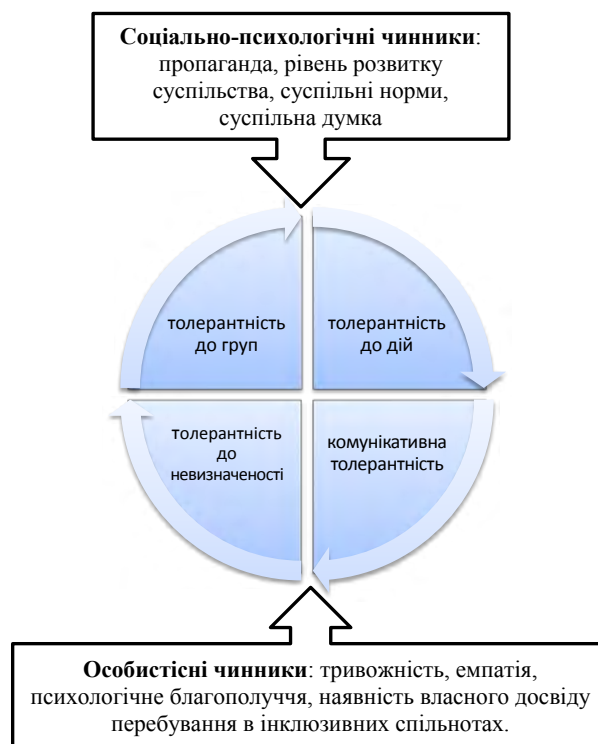 Соціально-психологічні чинники:
пропаганда, рівень розвитку
суспільства, суспільні норми,
суспільна думка
толерантність
до груп
толерантність
до дій
толерантність
до
невизначеності
комунікативна
толерантність
Особистісні чинники: тривожність, емпатія,
психологічне благополуччя, наявність власного досвіду
перебування в інклюзивних спільнотах.